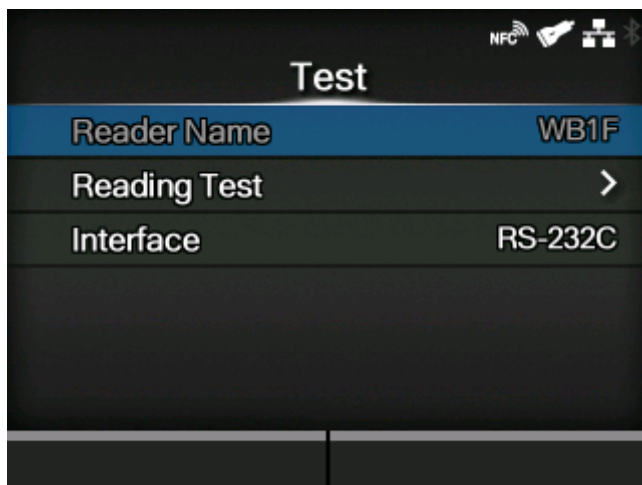 NFC
Test
Reader Name WB1F
Reading Test >
Interface RS-232C